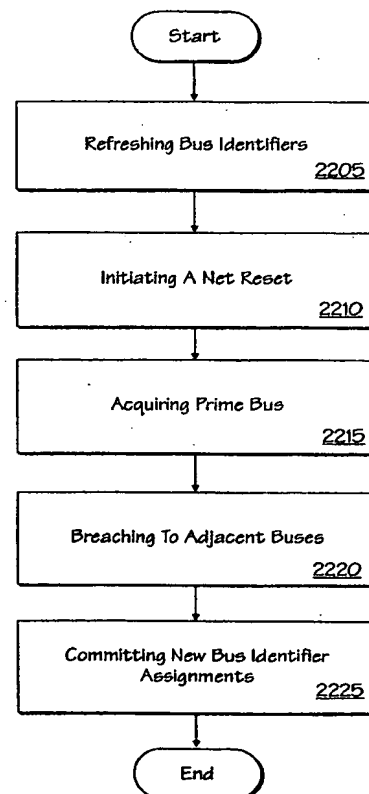 Start
Refreshing Bus Identifiers
2205
Initiating A Net Reset
2210
Acquiring Prime Bus
2215
Breaching To Adjacent Buses
2220
Committing New Bus Identifier
Assignments
2225
End